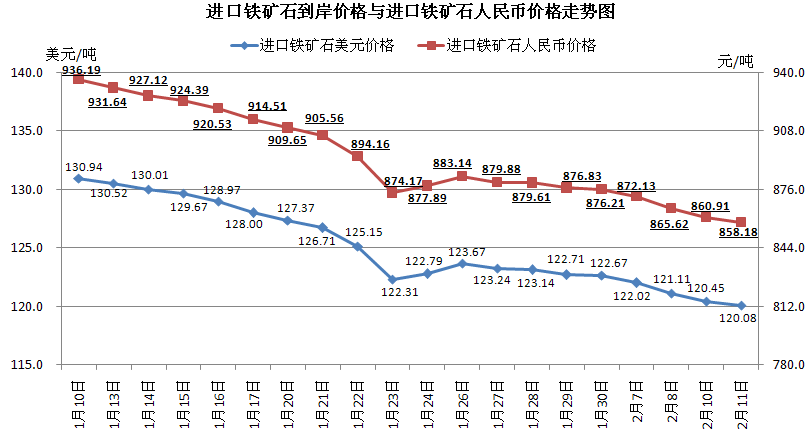 进口铁矿石到岸价格与进口铁矿石人民币价格走势图
美元/吨
进口铁矿石美元价格
进口铁矿石人民币价格
元/吨
140.0
135.0
130.0
125.0
120.0
115.0
940.0
908.0
876.0
844.0
812.0
780.0
936.19
931.64
927.12
924.39
920.53
914.51
909.65
905.56
894.16
874.17
877.89
883.14
879.88
879.61
876.83
876.21
872.13
865.62
860.91
858.18
130.94
130.52
130.01
129.67
128.97
128.00
127.37
126.71
125.15
122.31
122.79
123.67
123.24
123.14
122.71
122.67
122.02
121.11
120.45
120.08
1月10日
1月13日
1月14日
1月15日
1月16日
1月17日
1月20日
1月21日
1月22日
1月23日
1月24日
1月26日
1月27日
1月28日
1月29日
1月30日
2月7日
2月8日
2月10日
2月11日